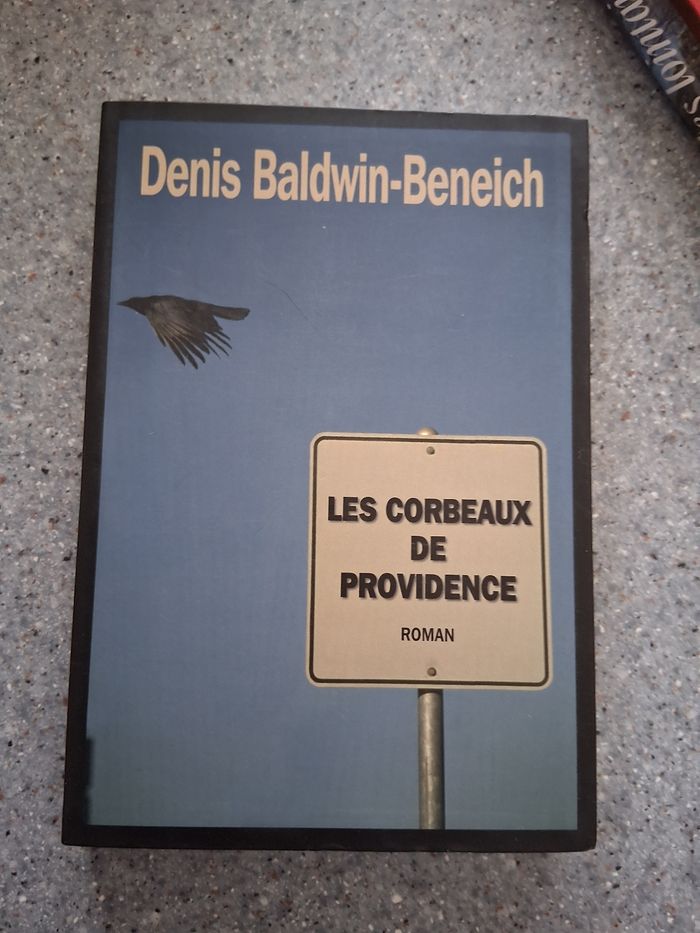 Denis Baldwin-Beneich
LES CORBEAUX
DE
PROVIDENCE
ROMAN